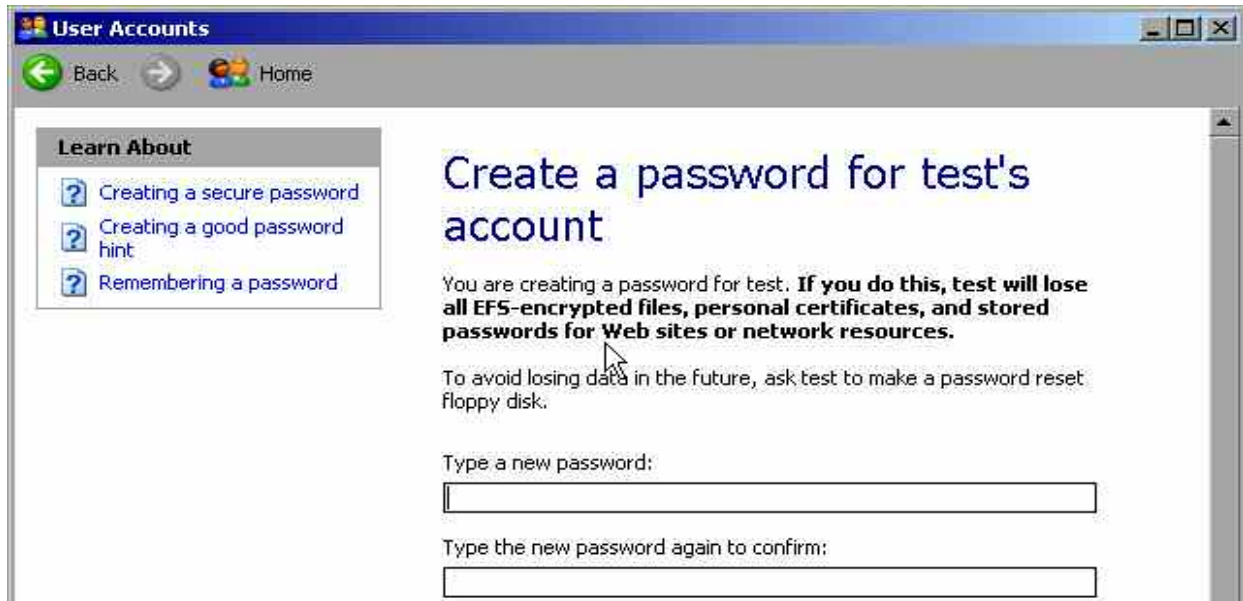 User Accounts
Back
Home
Learn About
Creating a secure password
Creating a good password
hint
Remembering a password
Create a password for test's
account
You are creating a password for test. If you do this, test will lose
all EFS-encrypted files, personal certificates, and stored
passwords for Web sites or network resources.
To avoid losing data in the future, ask test to make a password reset
floppy disk.
Type a new password:
Type the new password again to confirm: